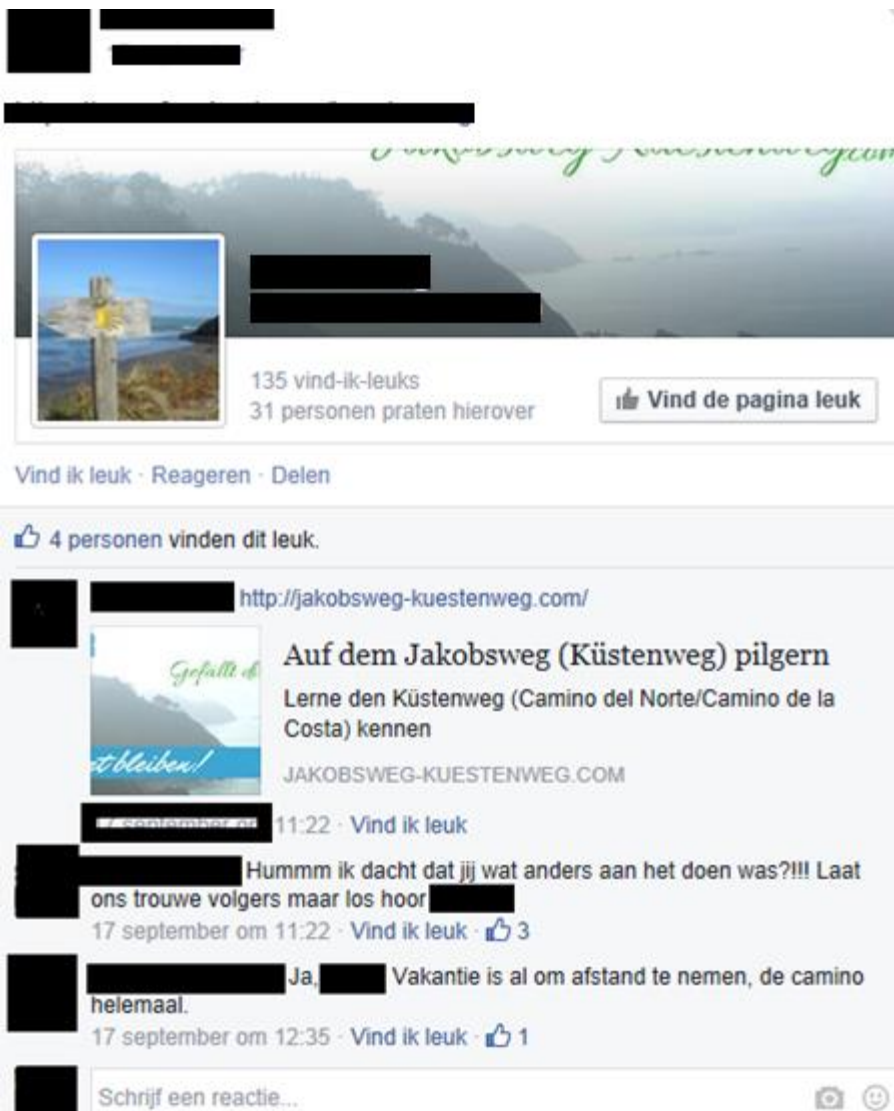 135 vind-ik-leuks
31 personen praten hierover
Vind de pagina leuk
Vind ik leuk · Reageren · Delen
4 personen vinden dit leuk.
http://jakobsweg-kuestenweg.com/
Gefällt
Auf dem Jakobsweg (Küstenweg) pilgern
Lerne den Küstenweg (Camino del Norte/Camino de la
Costa) kennen
bleiben!
JAKOBSWEG-KUESTENWEG.COM
17 september om 11:22 · Vind ik leuk
Hummm ik dacht dat jij wat anders aan het doen was?!!! Laat
ons trouwe volgers maar los hoor
17 september om 11:22 · Vind ik leuk · 3
Ja, Vakantie is al om afstand te nemen, de camino
helemaal.
17 september om 12:35 · Vind ik leuk · 1
Schrijf een reactie...